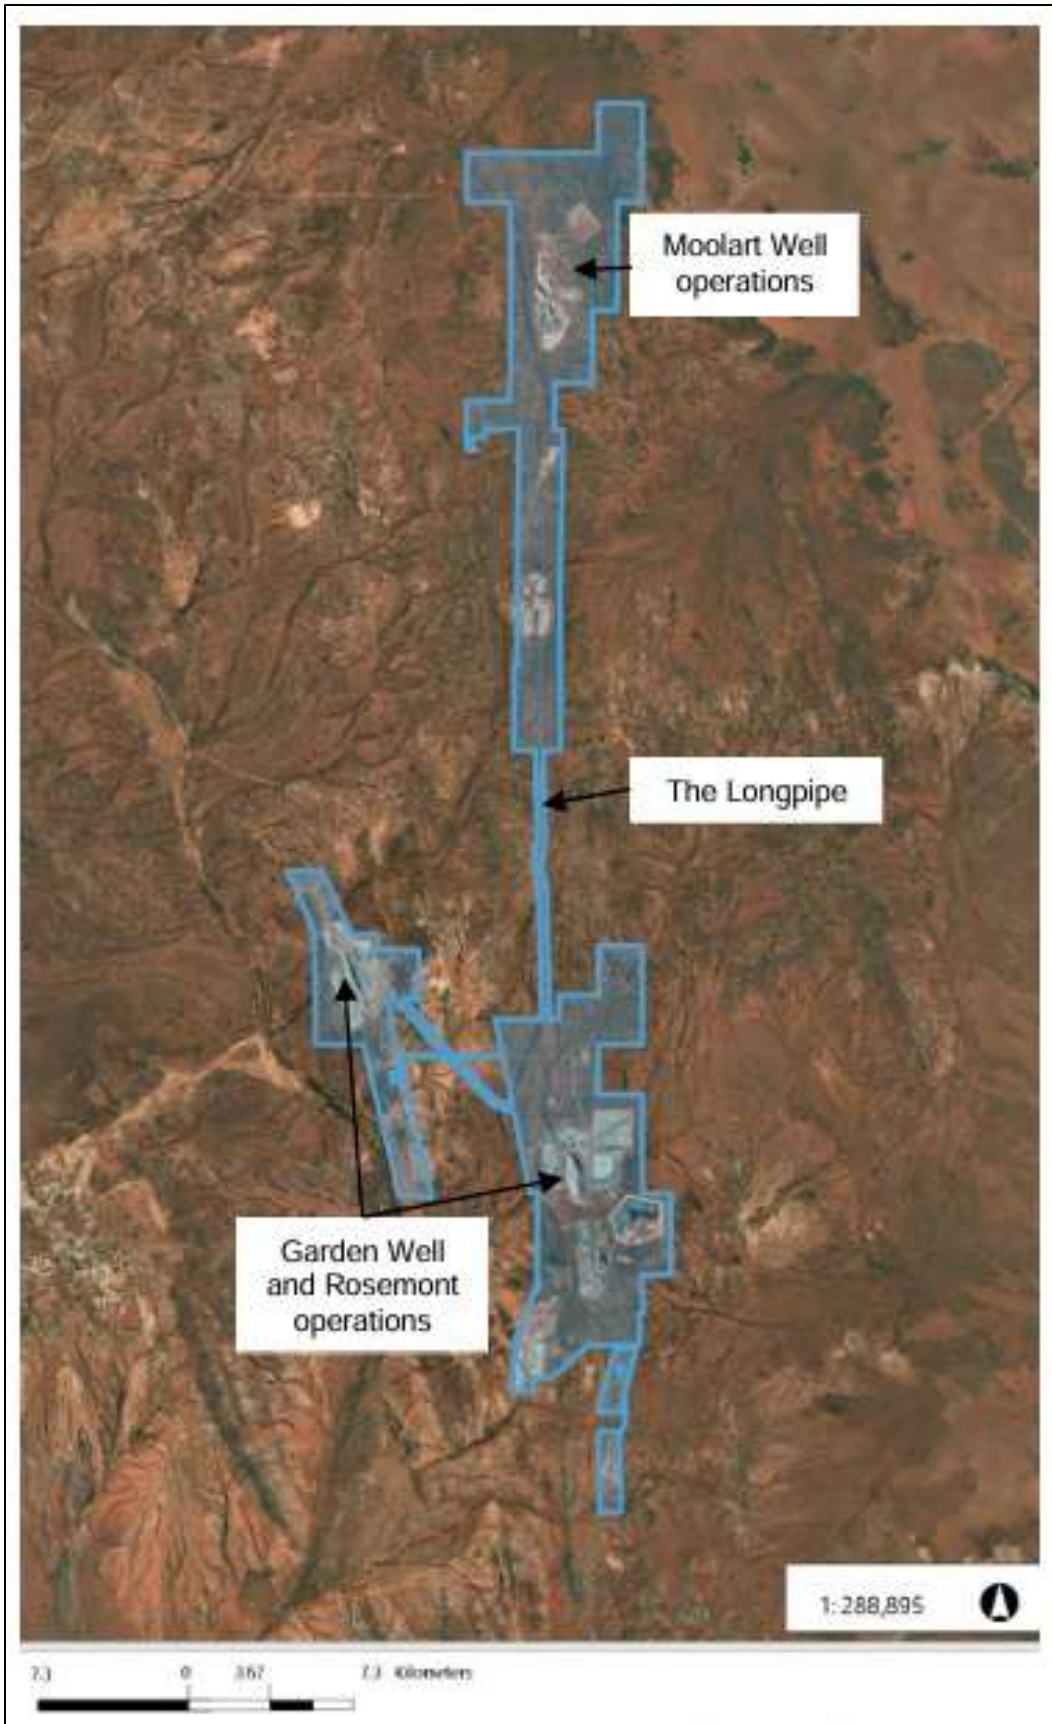 Moolart Well
operations
The Longpipe
Garden Well
and Rosemont
operations
1: 288,895
7.3 0 3.67 7.3 Kilometers